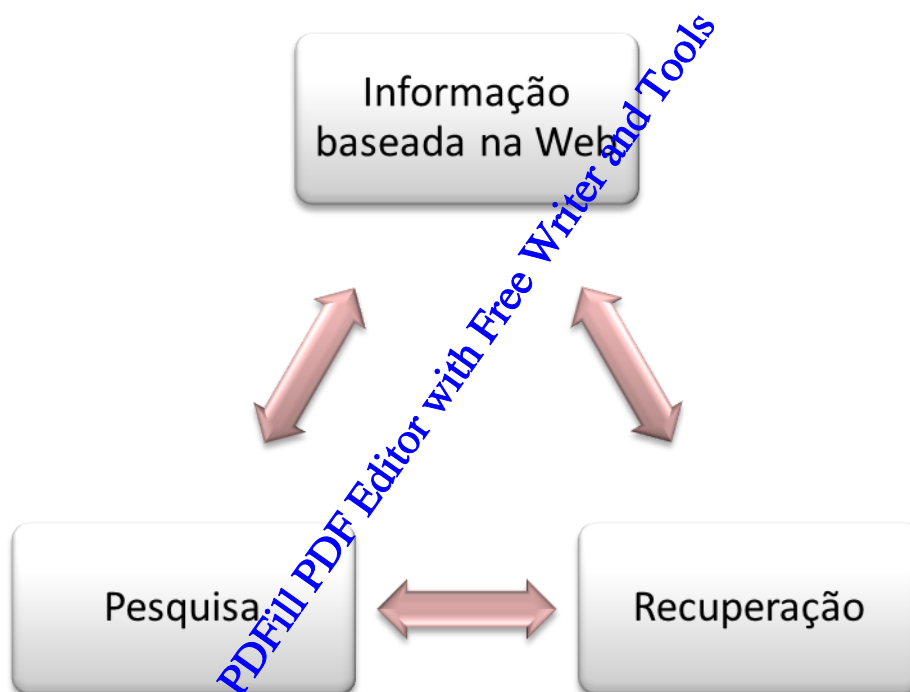 Informação
baseada na Web
Pesquisa
Recuperação
PDFill PDF Editor with Free Writer and Tools